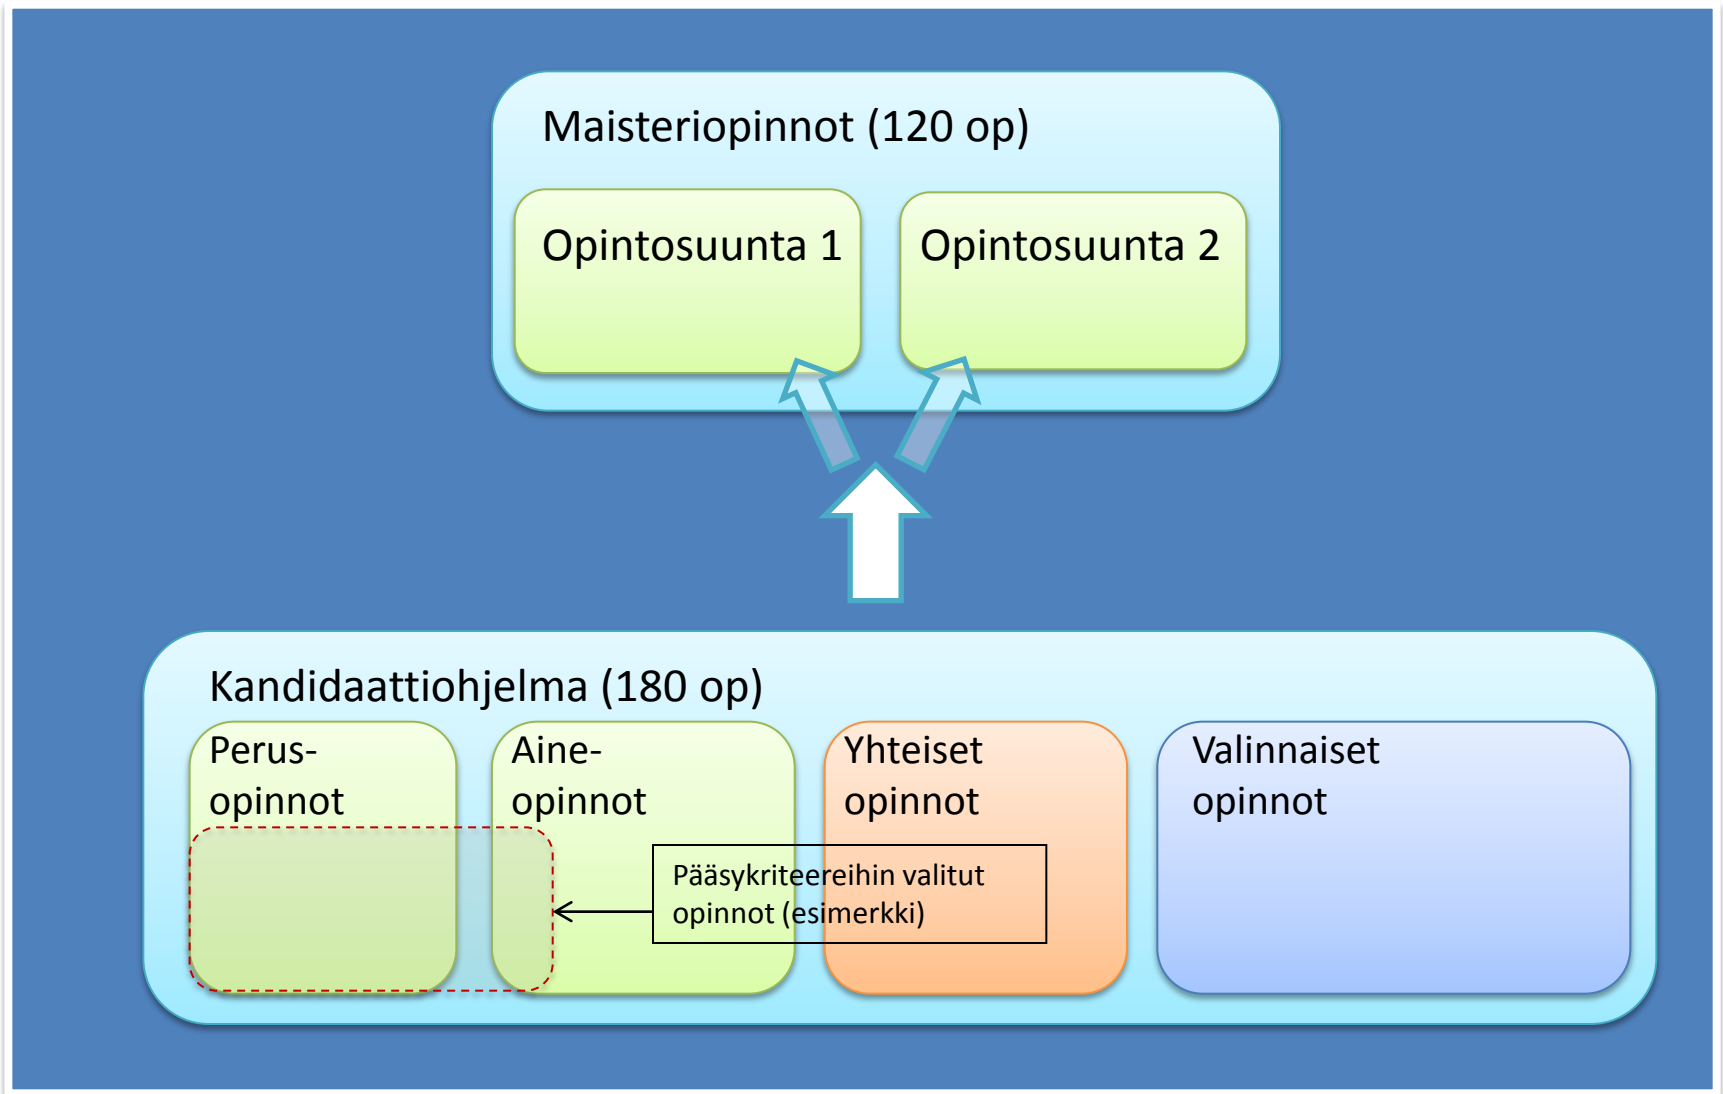 Maisteriopinnot (120 op)
Opintosuunta 1
Opintosuunta 2
Kandidaattiohjelma (180 op)
Perus-
opinnot
Aine-
opinnot
Yhteiset
opinnot
Valinnaiset
opinnot
Pääsykriteereihin valitut
opinnot (esimerkki)